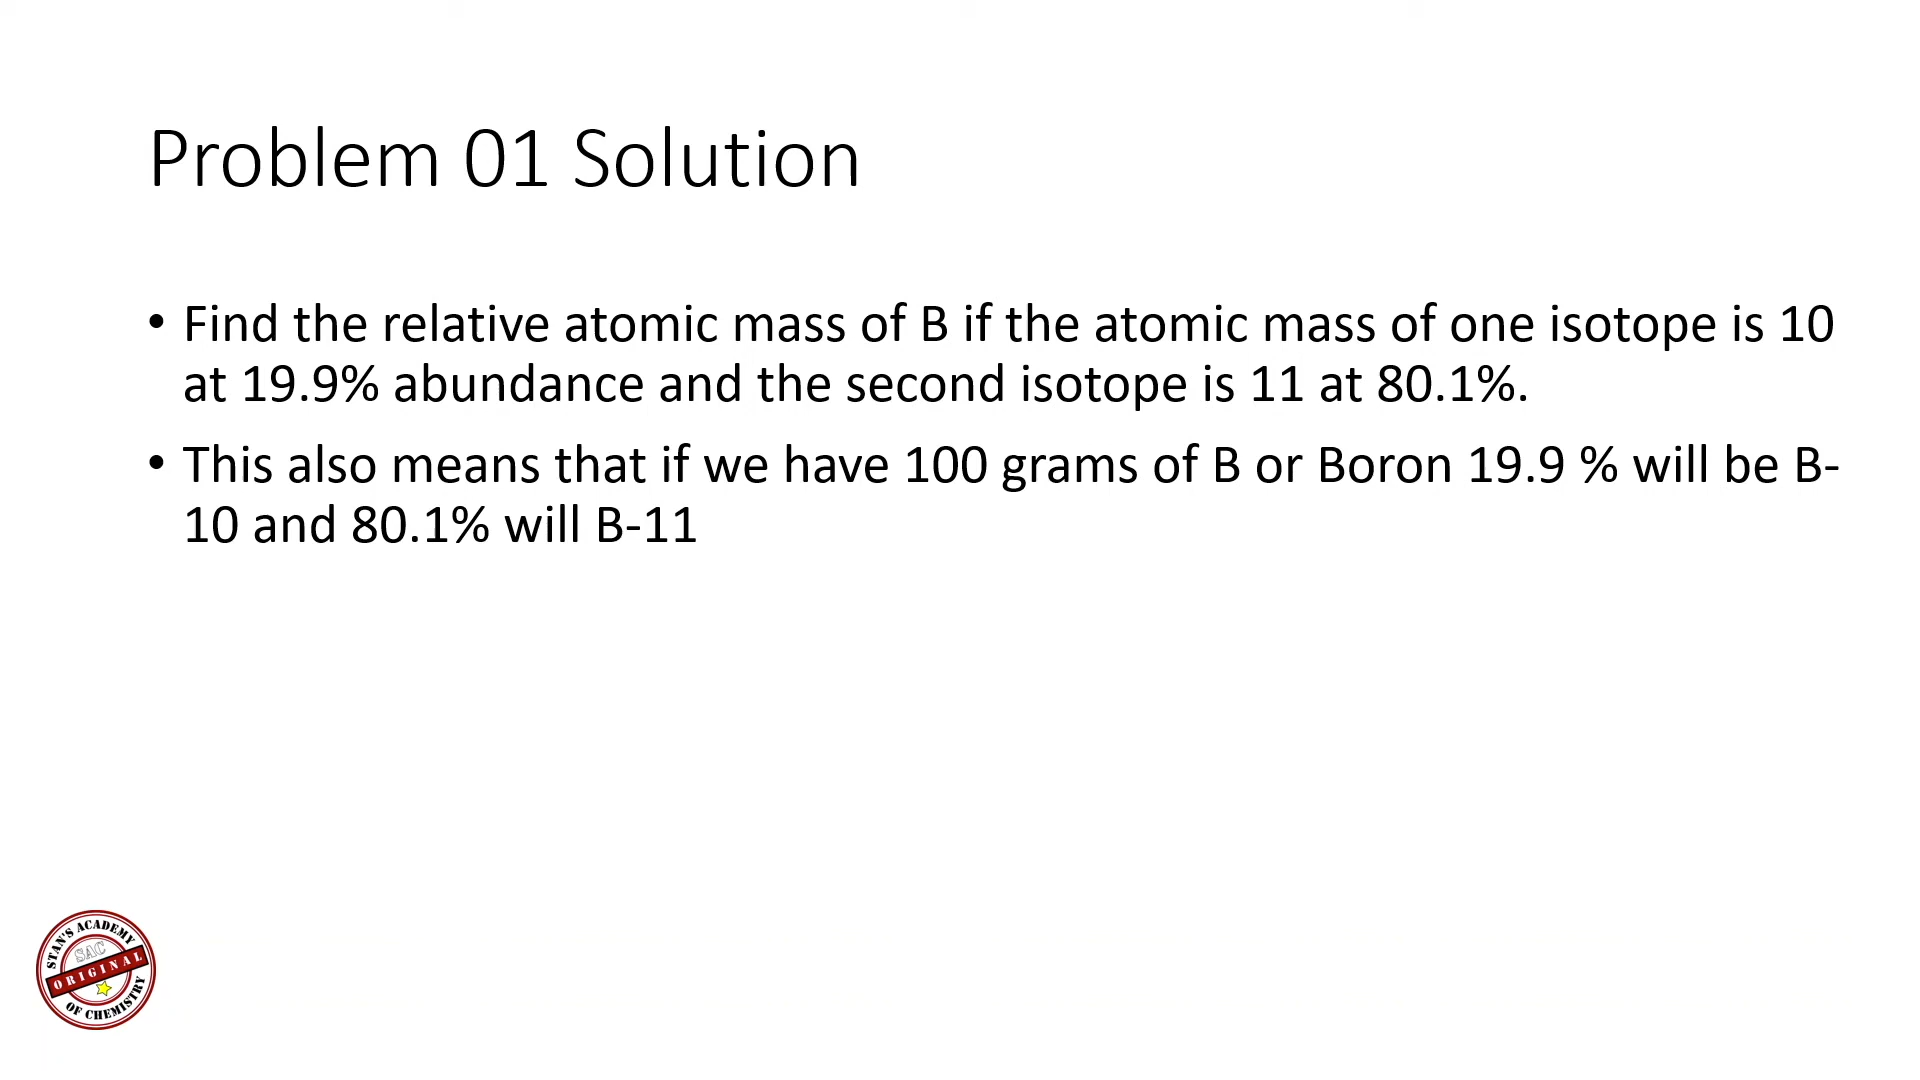 Problem 01 Solution
• Find the relative atomic mass of B if the atomic mass of one isotope is 10
at 19.9% abundance and the second isotope is 11 at 80.1%.
• This also means that if we have 100 grams of B or Boron 19.9 % will be B-
10 and 80.1% will B-11
STAN'S ACADEMY
SAC
ORIGINAL
OF CHEMISTRY